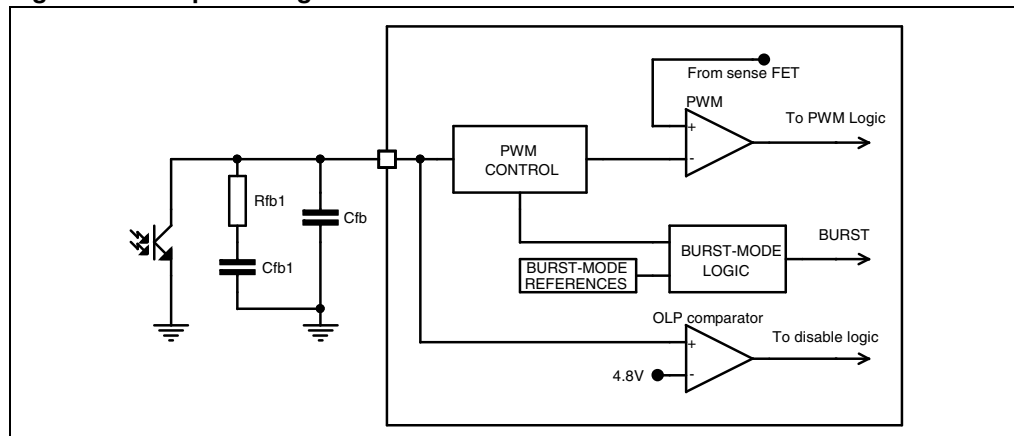 From sense FET
PWM
+
-
To PWM Logic
PWM
CONTROL
Rfb1
Cfb
Cfb1
BURST
BURST-MODE
LOGIC
BURST-MODE
REFERENCES
OLP comparator
+
-
To disable logic
4.8V